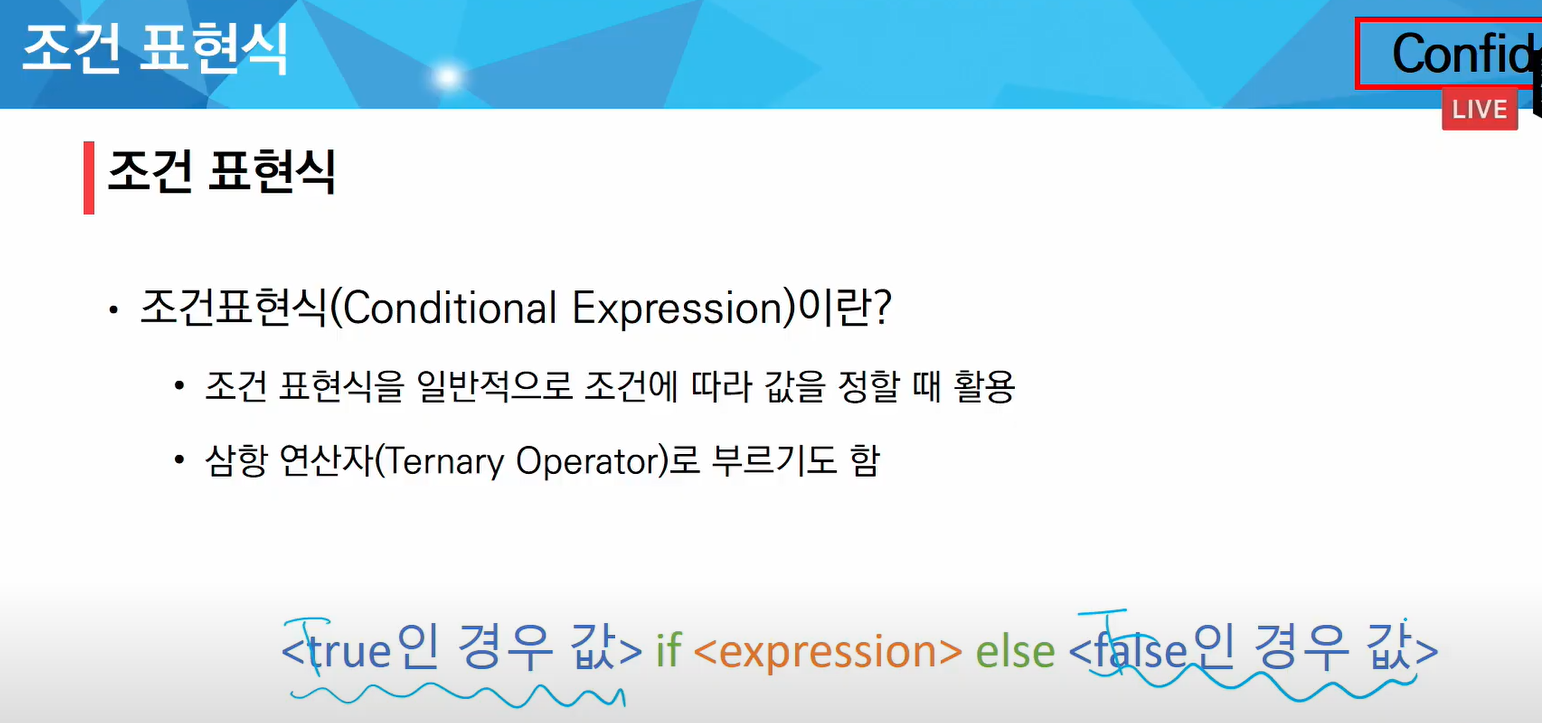 조건 표현식
Confid
LIVE
조건 표현식
• 조건표현식(Conditional Expression)이란?
• 조건 표현식을 일반적으로 조건에 따라 값을 정할 때 활용
• 삼항 연산자(Ternary Operator)로 부르기도 함
<true인 경우 값> if <expression> else <false인 경우 값>